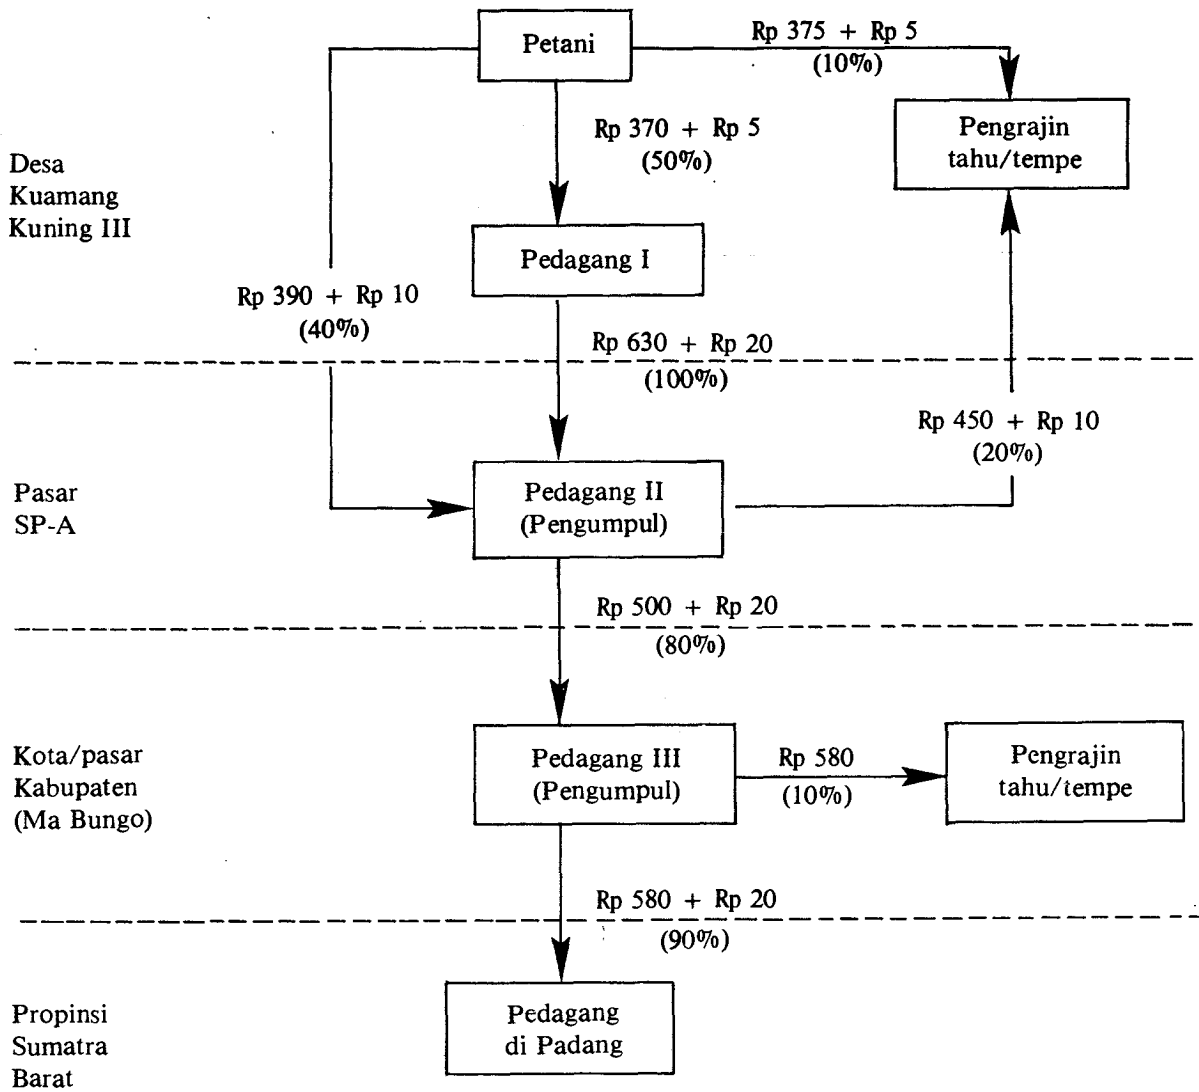 Petani
Rp 375 + Rp 5
(10%)
Pengrajin
tahu/tempe
Rp 370 + Rp 5
(50%)
Desa
Kuamang
Kuning III
Pedagang I
Rp 390 + Rp 10
(40%)
Rp 630 + Rp 20
(100%)
Rp 450 + Rp 10
(20%)
Pasar
SP-A
Pedagang II
(Pengumpul)
Rp 500 + Rp 20
(80%)
Kota/pasar
Kabupaten
(Ma Bungo)
Pedagang III
(Pengumpul)
Rp 580
(10%)
Pengrajin
tahu/tempe
Rp 580 + Rp 20
(90%)
Propinsi
Sumatra
Barat
Pedagang
di Padang